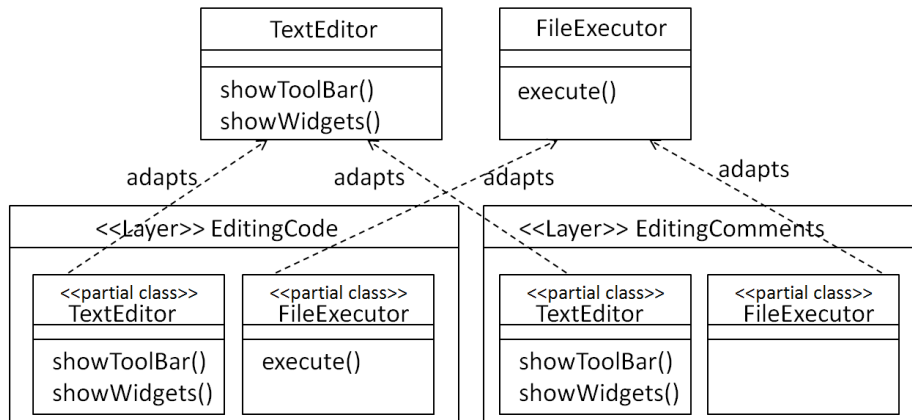 TextEditor
showToolBar()
showWidgets()
FileExecutor
execute()
adapts
adapts
adapts
adapts
<<Layer>> EditingCode
<<partial class>>
TextEditor
showToolBar()
showWidgets()
<<partial class>>
FileExecutor
execute()
<<Layer>> EditingComments
<<partial class>>
TextEditor
showToolBar()
showWidgets()
<<partial class>>
FileExecutor